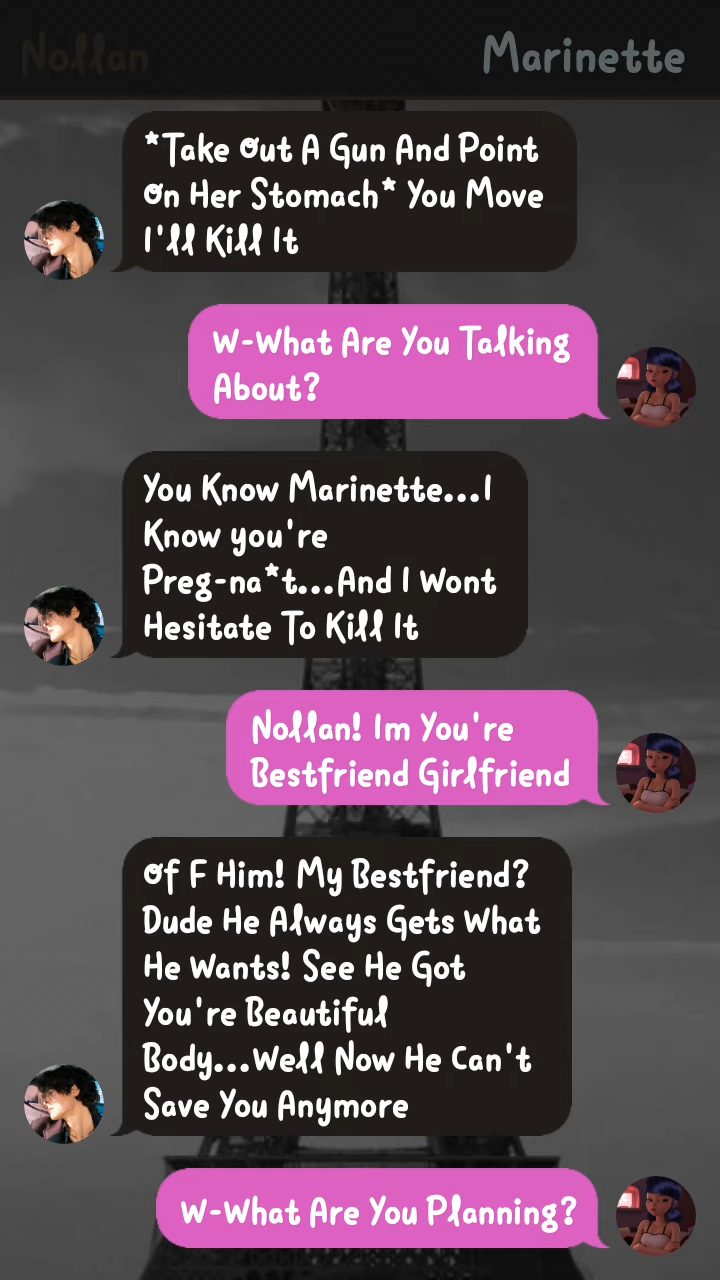 Nollan
Marinette
*Take Out A Gun And Point
On Her Stomach* You Move
I'll Kill It
W-What Are You Talking
About?
You Know Marinette...I
Know you're
Preg-na*t...And I Wont
Hesitate To Kill It
Nollan! Im You're
Bestfriend Girlfriend
Of F Him! My Bestfriend?
Dude He Always Gets What
He Wants! See He Got
You're Beautiful
Body...Well Now He Can't
Save You Anymore
W-What Are You Planning?